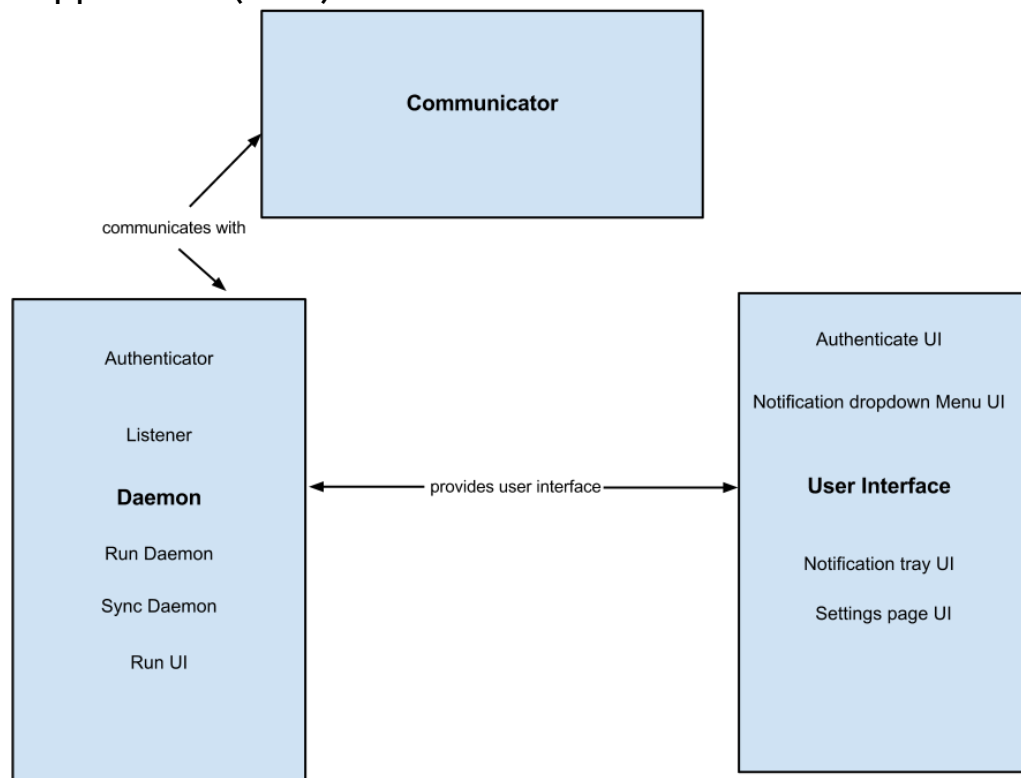 Communicator
communicates with
Authenticator
Listener
Daemon
Run Daemon
Sync Daemon
Run UI
provides user interface
Authenticate UI
Notification dropdown Menu UI
User Interface
Notification tray UI
Settings page UI